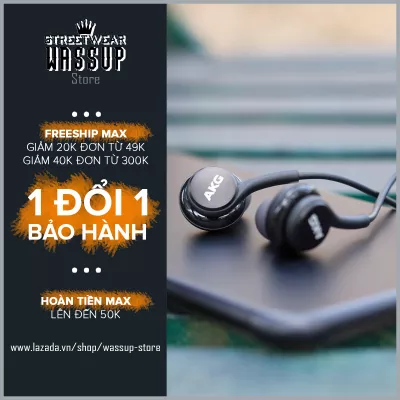 STREETWEAR
WASSUP
Store
FREESHIP MAX
GIẢM 20K ĐƠN TỪ 49K
GIẢM 40K ĐƠN TỪ 300K
1 ĐỔI 1
BẢO HÀNH
HOÀN TIỀN MAX
LÊN ĐẾN 50K
www.lazada.vn/shop/wassup-store
AKG
AKG